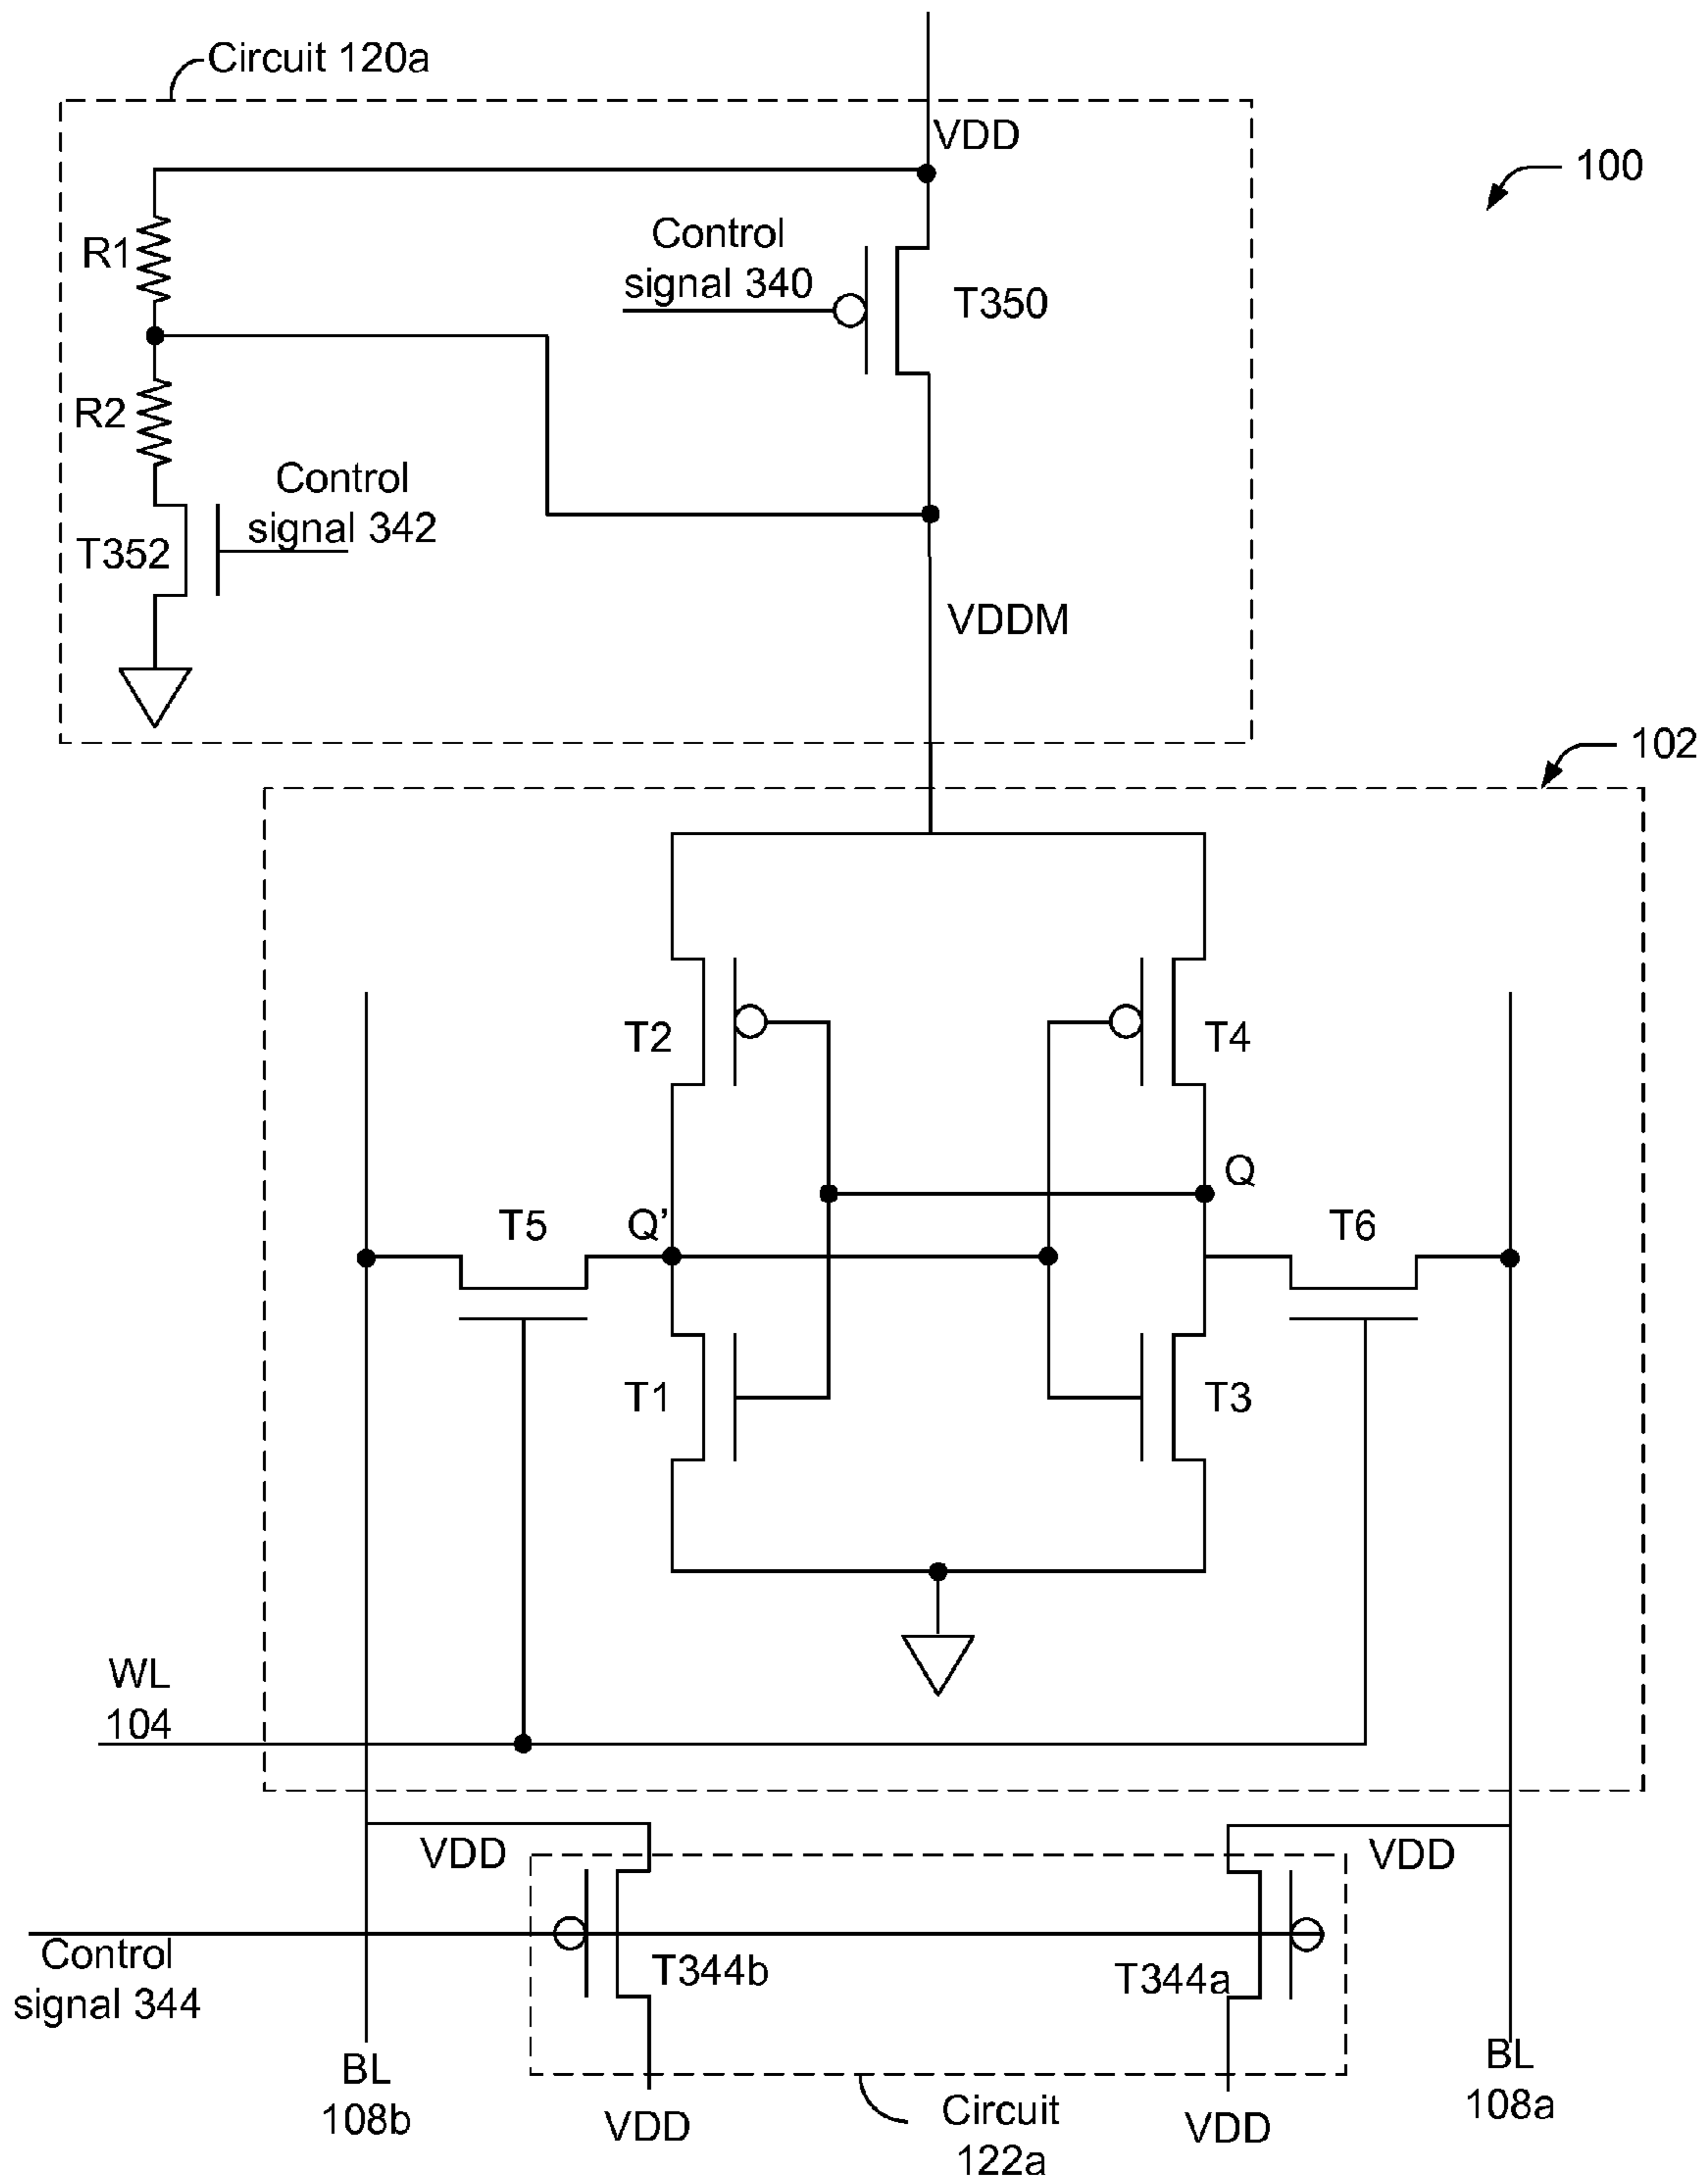 Circuit 120a
VDD
100
Control
signal 340
R1
T350
R2
Control
signal 342
T352
VDDM
102
T2
T4
Q
T5
Q’
T6
T1
T3
WL
104
VDD
VDD
Control
signal 344
T344b
T344a
BL
108b
VDD
Circuit
122a
VDD
BL
108a